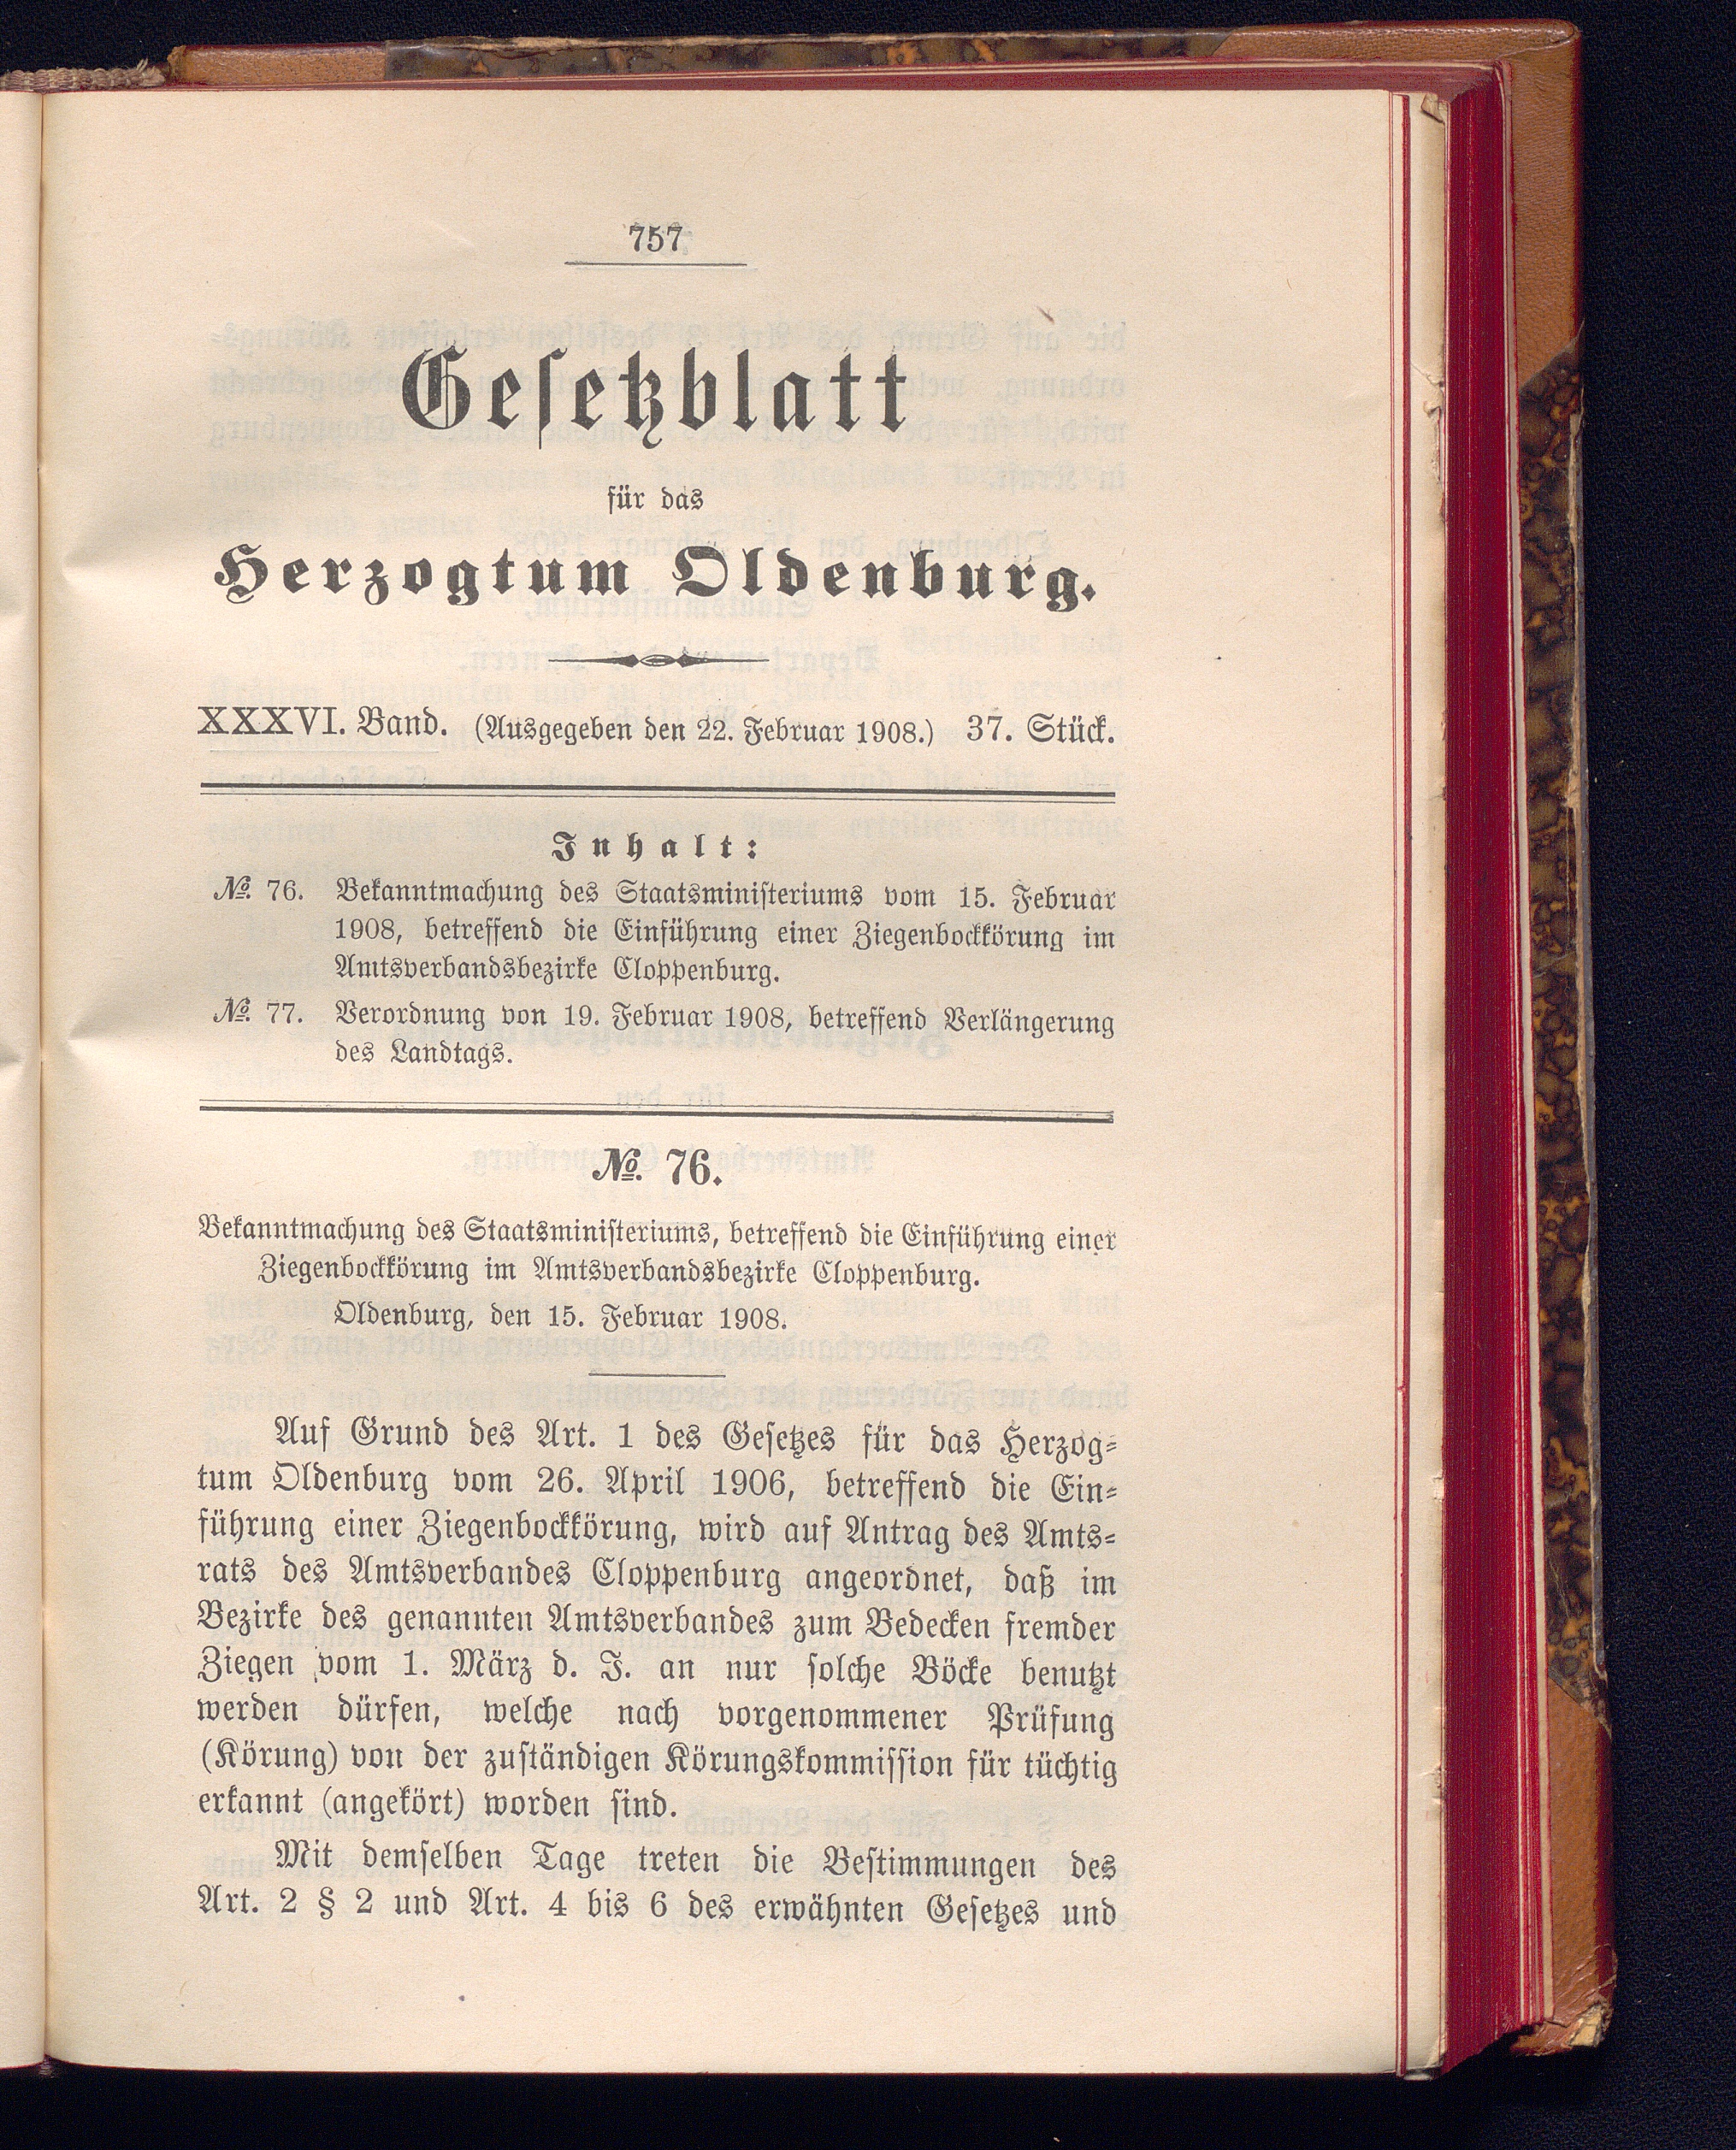 757
Gesetzblatt
für das
Herzogtum Oldenburg.
XXXVI. Band. (Ausgegeben den 22. Februar 1908.) 37. Stück.
Inhalt:
№. 76. Bekanntmachung des Staatsministeriums vom 15. Februar
1908, betreffend die Einführung einer Ziegenbockkörung im
Amtsverbandsbezirke Cloppenburg.
№. 77. Verordnung von 19. Februar 1908, betreffend Verlängerung
des Landtags.
№. 76.
Bekanntmachung des Staatsministeriums, betreffend die Einführung einer
Ziegenbockkörung im Amtsverbandsbezirke Cloppenburg.
Oldenburg, den 15. Februar 1908.
Auf Grund des Art. 1 des Gesetzes für das Herzog-
tum Oldenburg vom 26. April 1906, betreffend die Ein-
führung einer Ziegenbockkörung, wird auf Antrag des Amts-
rats des Amtsverbandes Cloppenburg angeordnet, daß im
Bezirke des genannten Amtsverbandes zum Bedecken fremder
Ziegen vom 1. März d. J. an nur solche Böcke benutzt
werden dürfen, welche nach vorgenommener Prüfung
(Körung) von der zuständigen Körungskommission für tüchtig
erkannt (angekört) worden sind.
Mit demselben Tage treten die Bestimmungen des
Art. 2 § 2 und Art. 4 bis 6 des erwähnten Gesetzes und